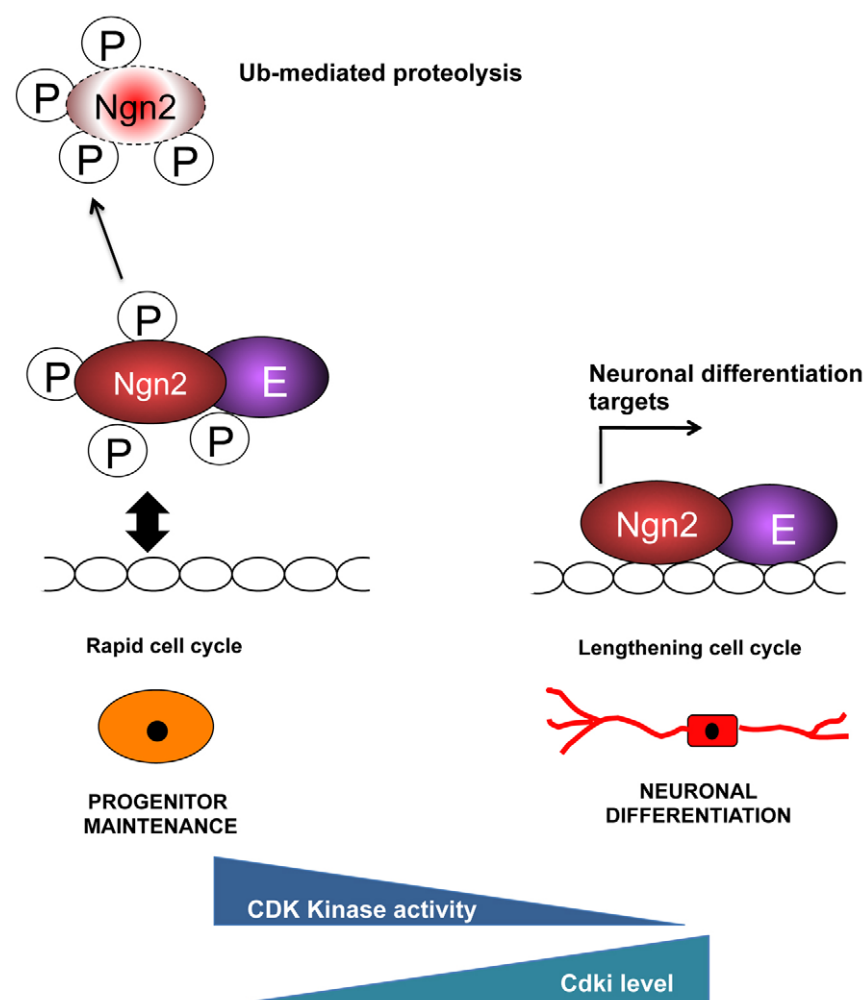 P
Ub-mediated proteolysis
P
Ngn2
P
P
P
P
Ngn2
E
P
P
Neuronal differentiation
targets
Ngn2
E
Rapid cell cycle
Lengthening cell cycle
PROGENITOR
MAINTENANCE
NEURONAL
DIFFERENTIATION
CDK Kinase activity
Cdki level